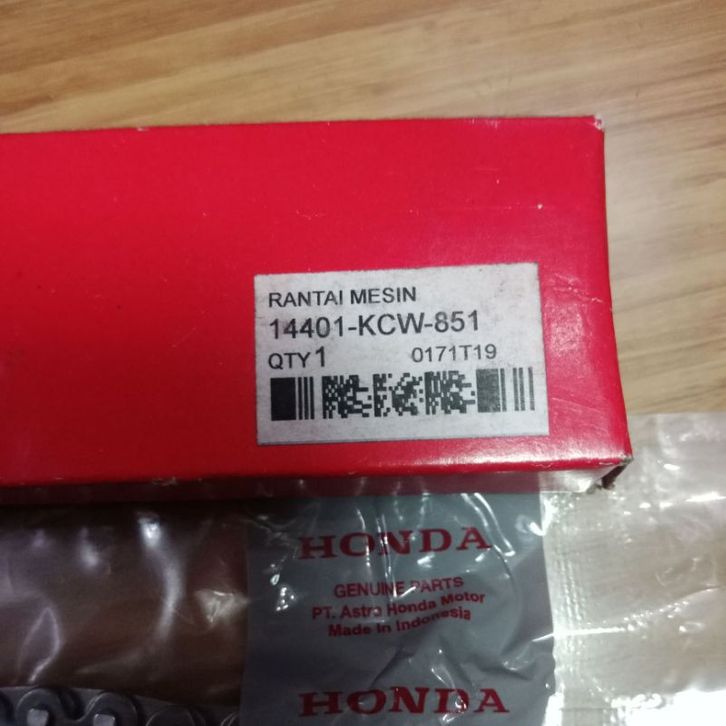 RANTAI MESIN
14401-KCW-851
QTY 1 0171T19
HONDA
GENUINE PARTS
PT. Astra Honda Motor
Made in Indonesia
HONDA